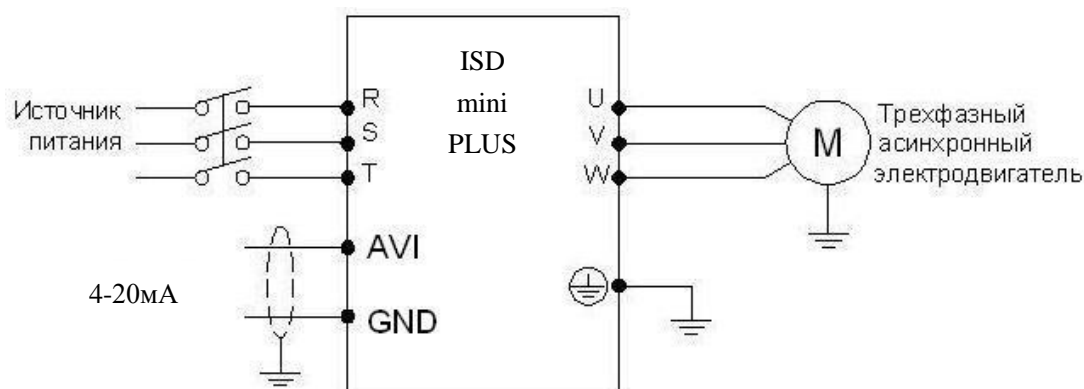 ISD
mini
PLUS
Источник
питания
R
S
T
U
V
W
M
Трехфазный
асинхронный
электродвигатель
AVI
GND
4-20мА